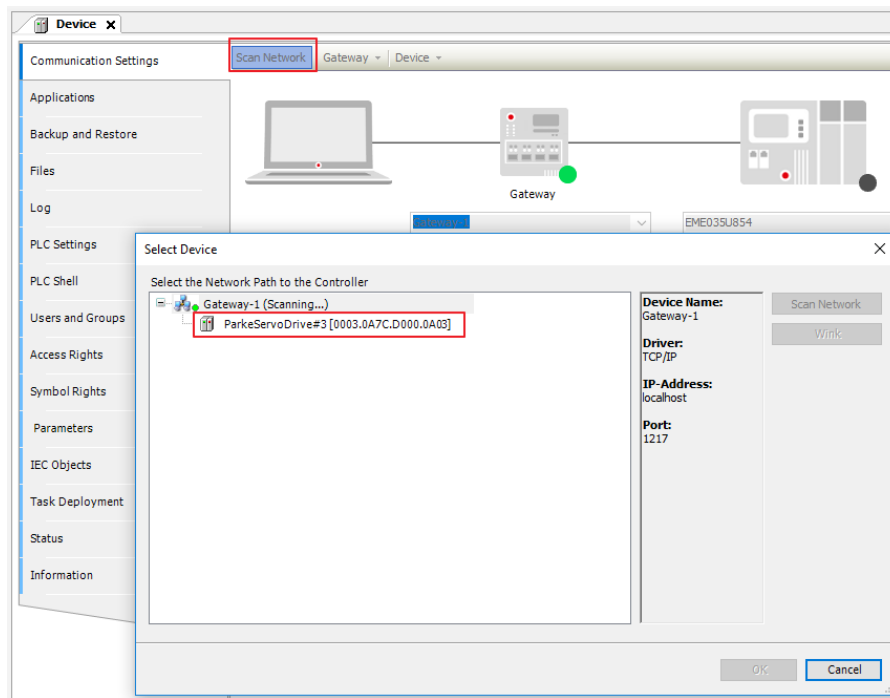 Device
Communication Settings
Scan Network Gateway Device
Applications
Backup and Restore
Files
Log
PLC Settings
PLC Shell
Users and Groups
Access Rights
Symbol Rights
Parameters
IEC Objects
Task Deployment
Status
Information
Gateway
Gateway-1
EME035U854
Select Device
Select the Network Path to the Controller
Gateway-1 (Scanning...)
ParkeServoDrive#3 [0003.0A7C.D000.0A03]
Device Name:
Gateway-1
Driver:
TCP/IP
IP-Address:
localhost
Port:
1217
Scan Network
Wink
OK
Cancel